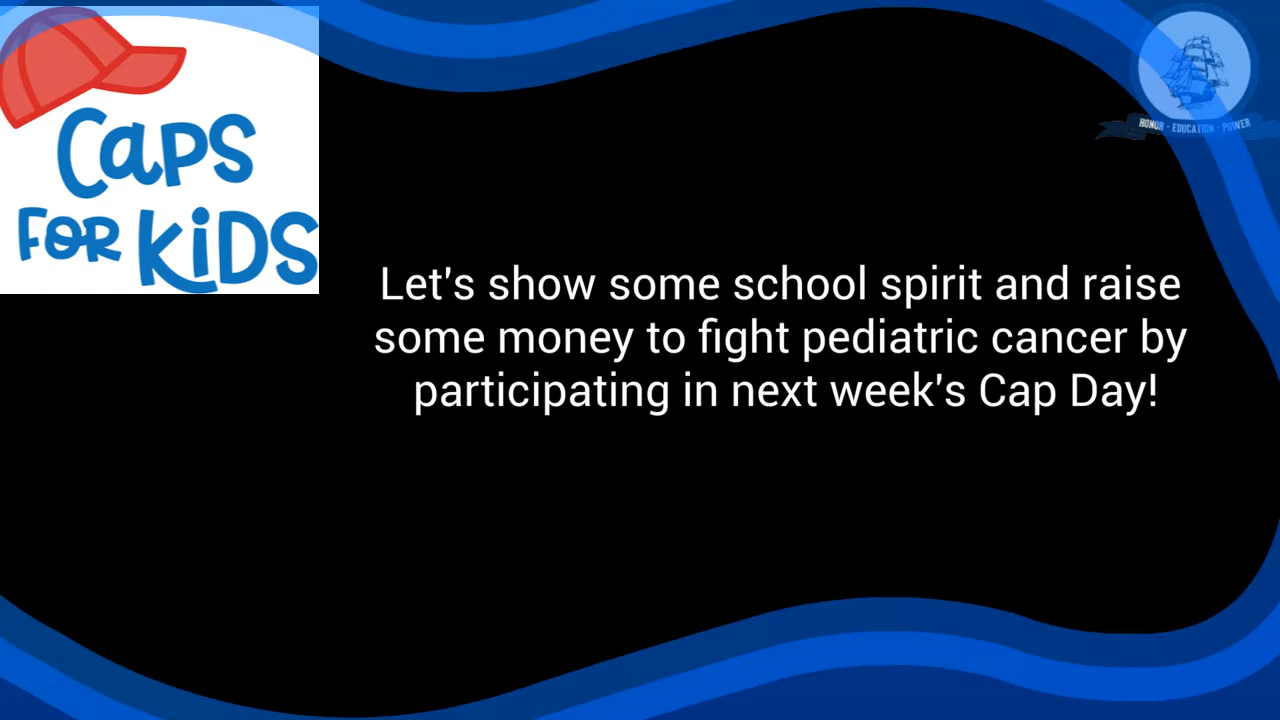 Caps
FOR KiDS
HONOR - EDUCATION - POWER
Let's show some school spirit and raise
some money to fight pediatric cancer by
participating in next week's Cap Day!